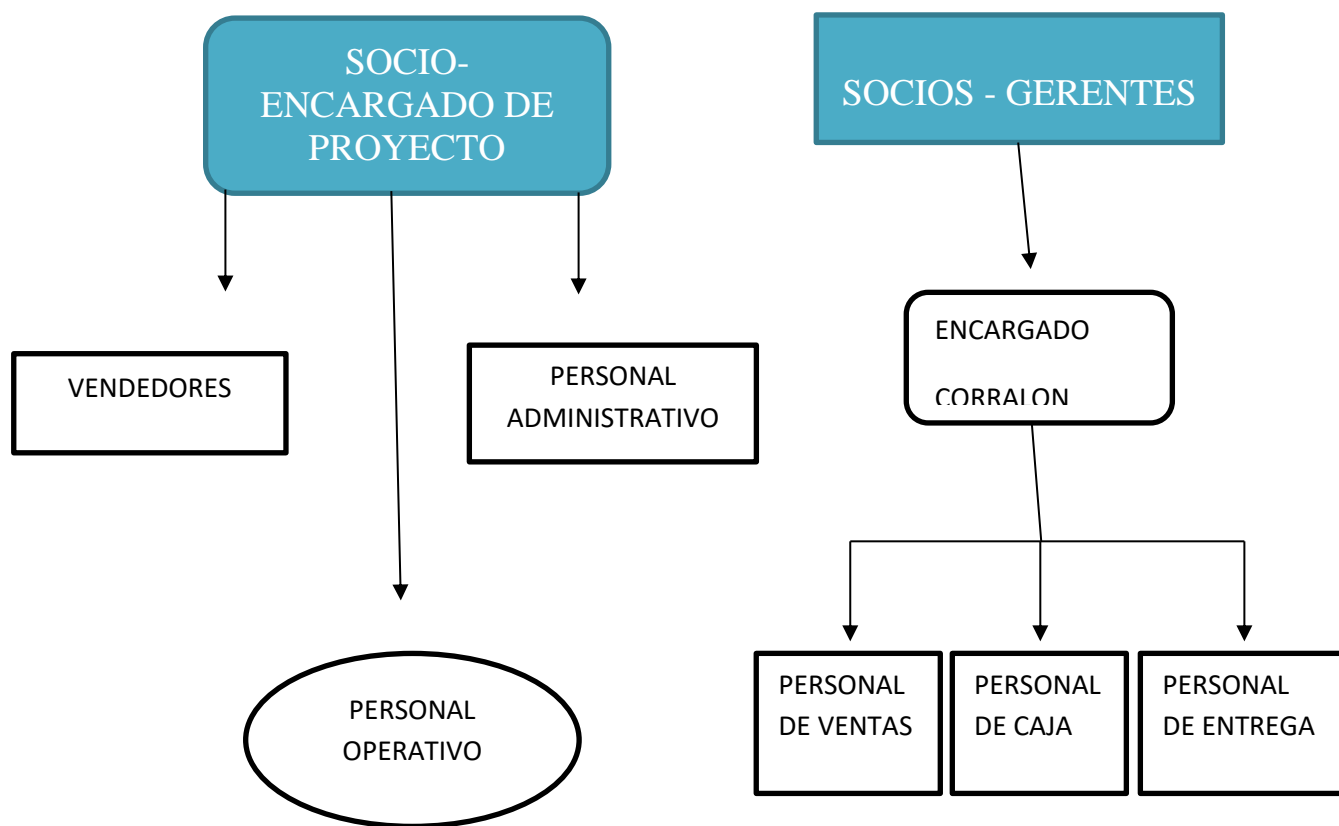 SOCIO-
ENCARGADO DE
PROYECTO
SOCIOS - GERENTES
VENDEDORES
PERSONAL
ADMINISTRATIVO
ENCARGADO
CORRALON
PERSONAL
OPERATIVO
PERSONAL
DE VENTAS
PERSONAL
DE CAJA
PERSONAL
DE ENTREGA